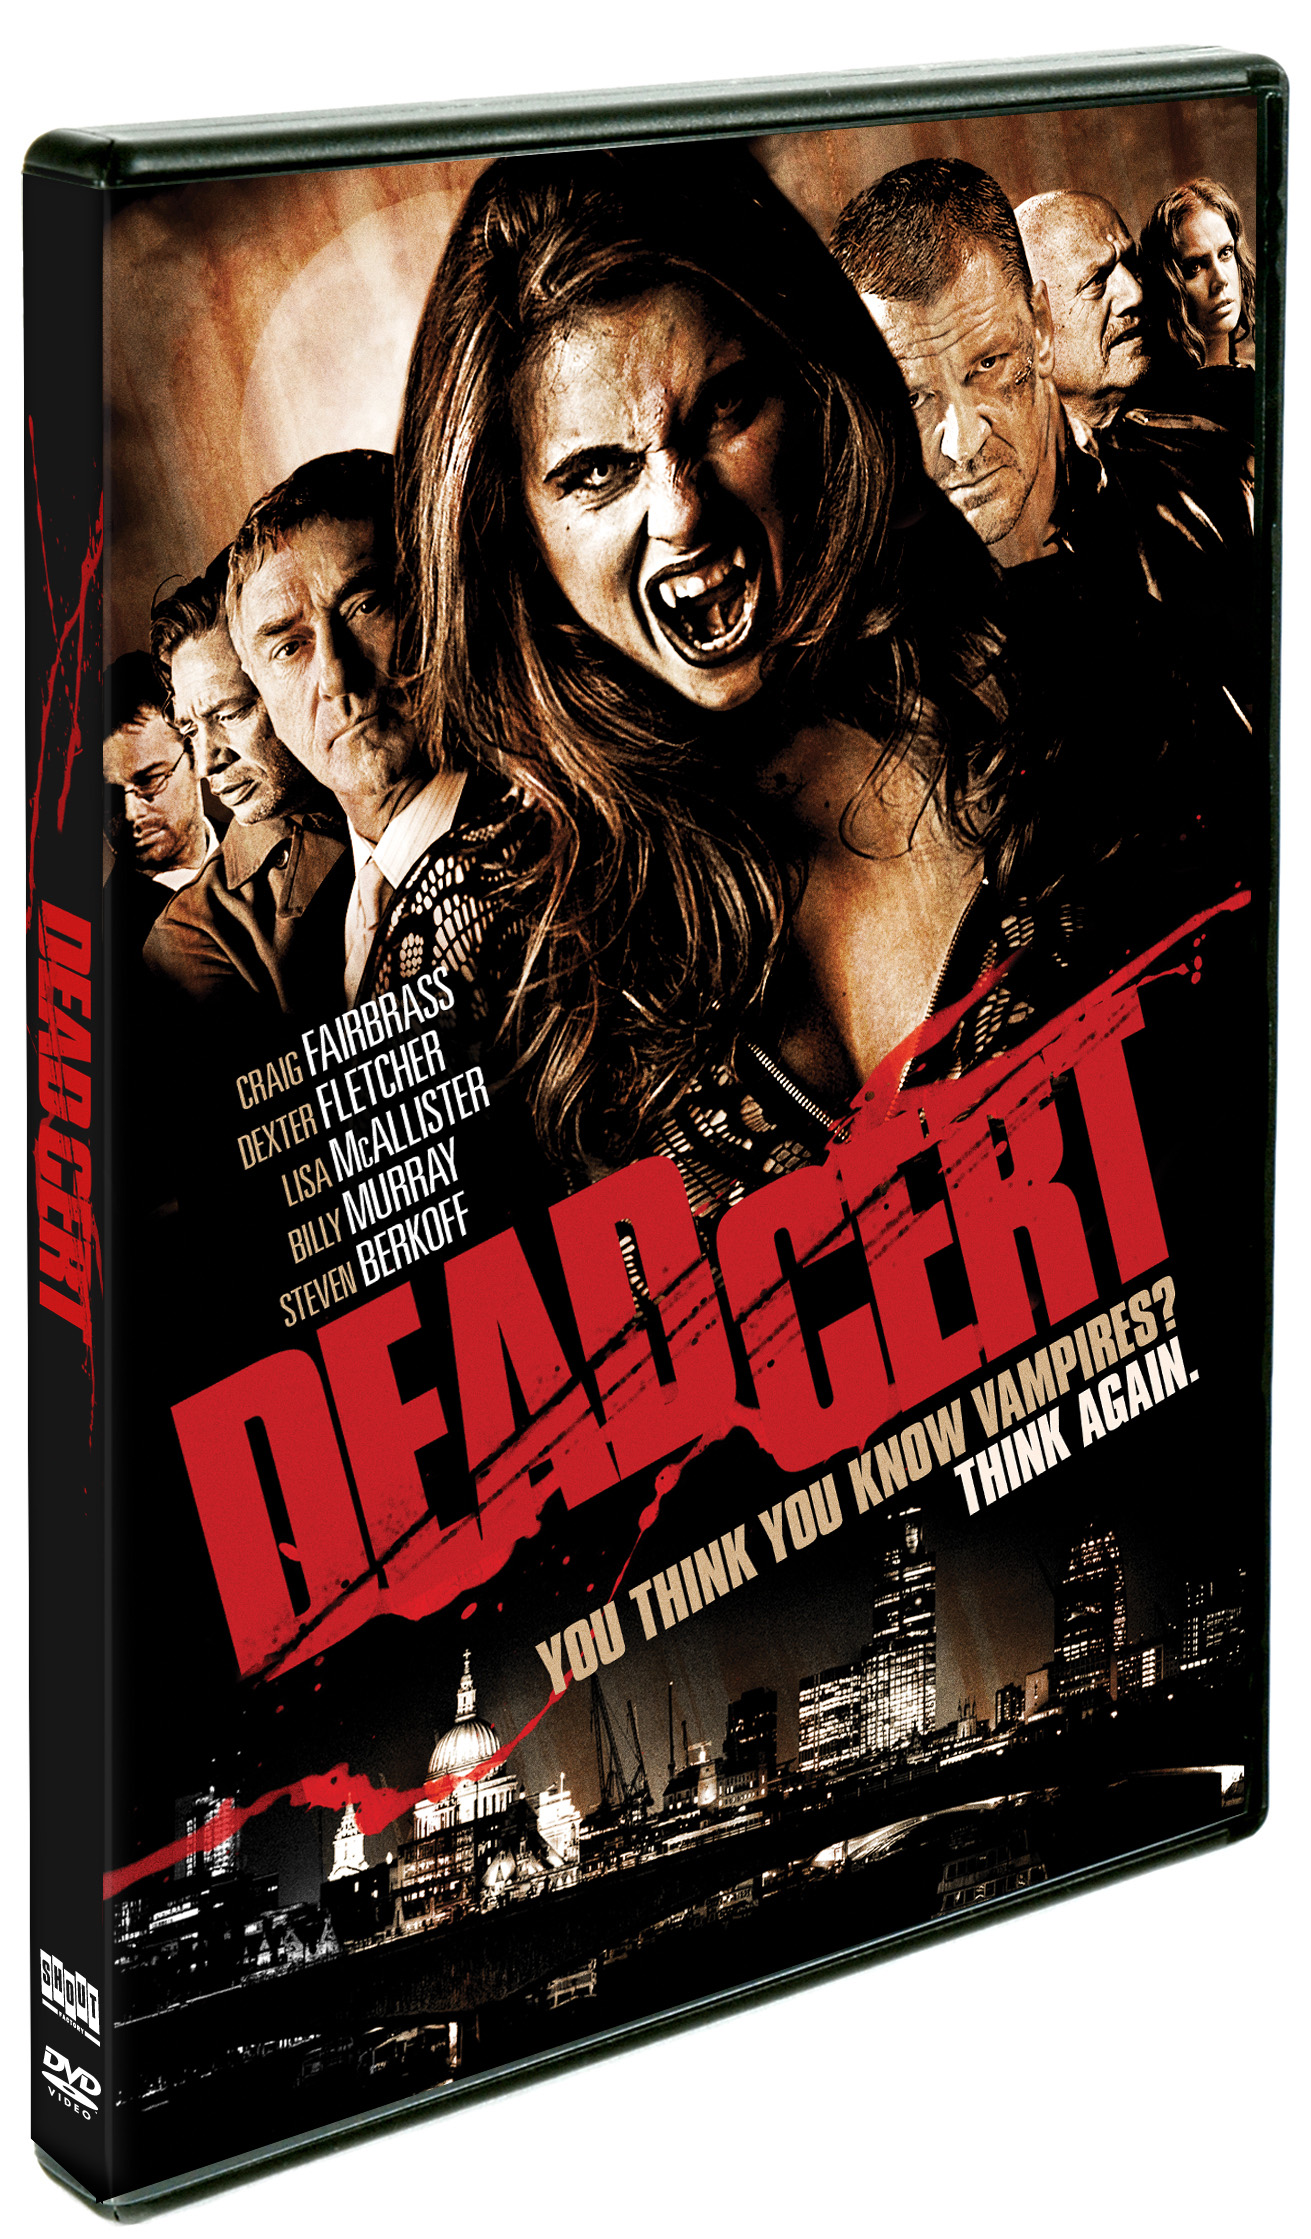 CRAIG FAIRBRASS
DEXTER FLETCHER
LISA McALLISTER
BILLY MURRAY
STEVEN BERKOFF
DEAD CERT
YOU THINK YOU KNOW VAMPIRES?
THINK AGAIN.
DEAD CERT
SHOUT
FACTORY
DVD
VIDEO